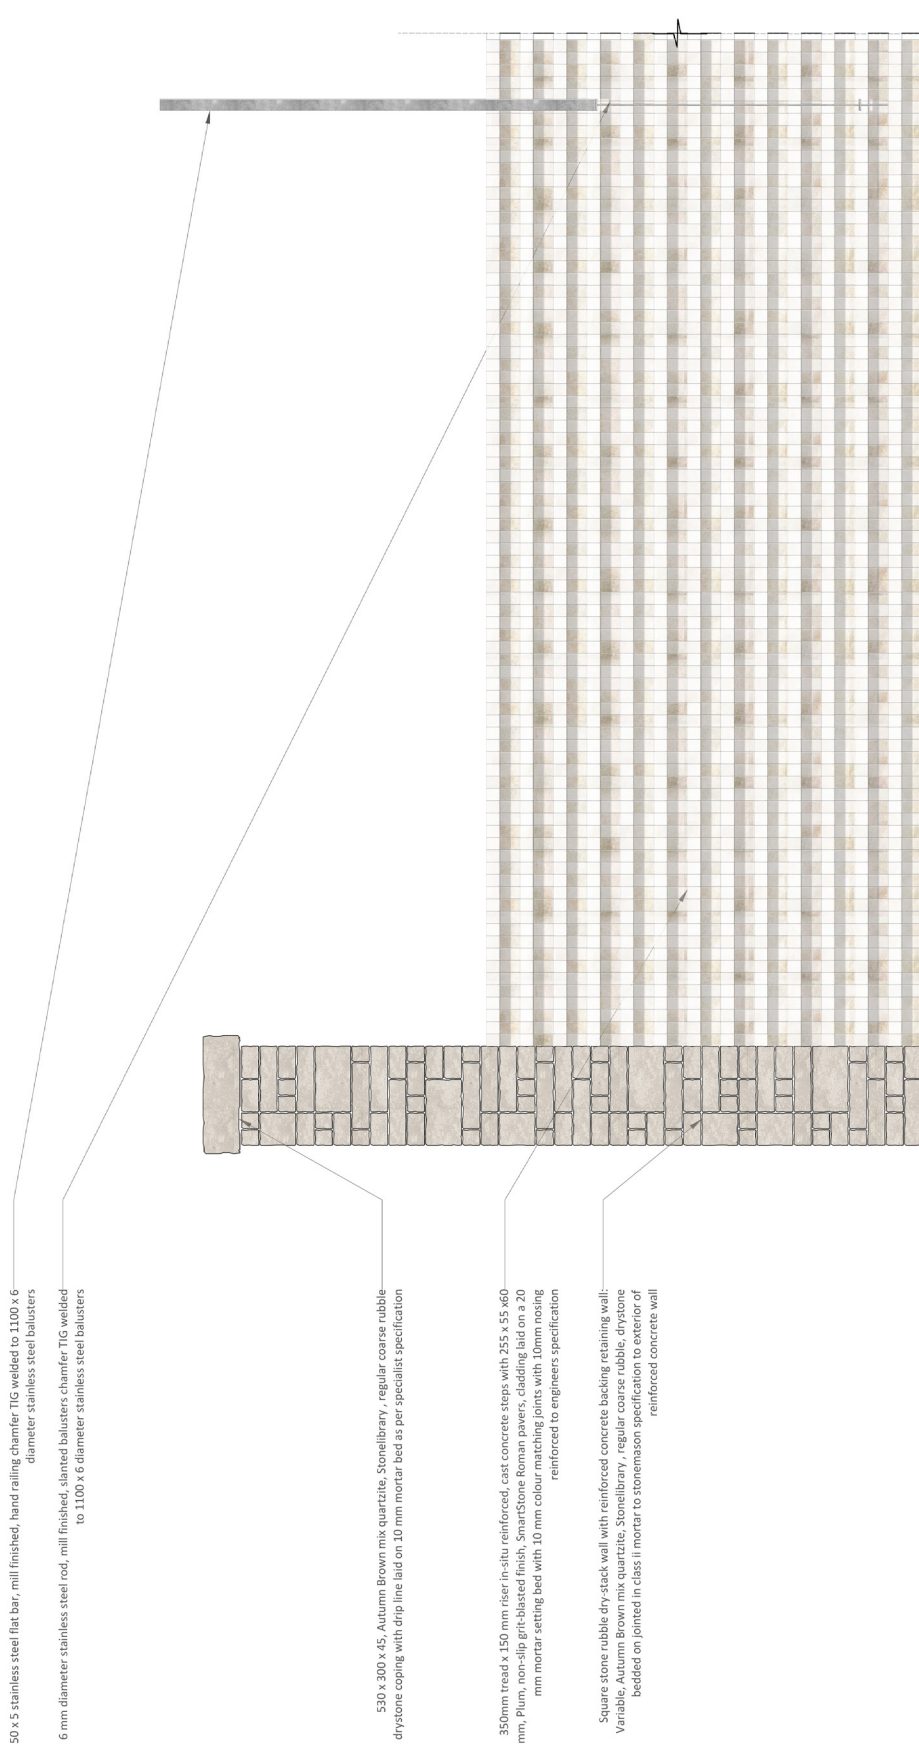 50 x 5 stainless steel flat bar, mill finished, hand railing chamfer TIG welded to 1100 x 6
diameter stainless steel balusters
6 mm diameter stainless steel rod, mill finished, slanted balusters chamfer TIG welded
to 1100 x 6 diameter stainless steel balusters
530 x 300 x 45, Autumn Brown mix quartzite, Stonelibrary , regular coarse rubble
drystone coping with drip line laid on 10 mm mortar bed as per specialist specification
350mm tread x 150 mm riser in-situ reinforced, cast concrete steps with 255 x 55 x60
mm, Plum, non-slip grit-blasted finish, SmartStone Roman pavers, cladding laid on a 20
mm mortar setting bed with 10 mm colour matching joints with 10mm nosing
reinforced to engineers specification
Square stone rubble dry-stack wall with reinforced concrete backing retaining wall:
Variable, Autumn Brown mix quartzite, Stonelibrary , regular coarse rubble, drystone
bedded on jointed in class ii mortar to stonemason specification to exterior of
reinforced concrete wall